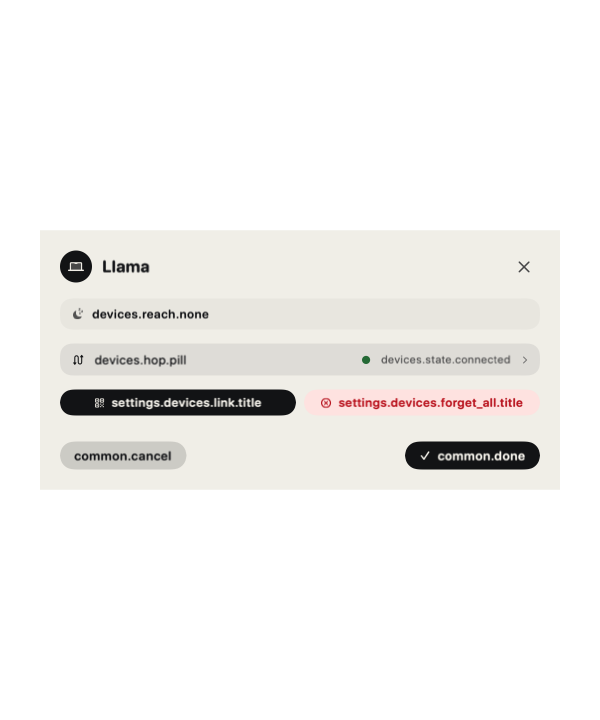 Llama
devices.reach.none
devices.hop.pill devices.state.connected
settings.devices.link.title settings.devices.forget_all.title
common.cancel common.done